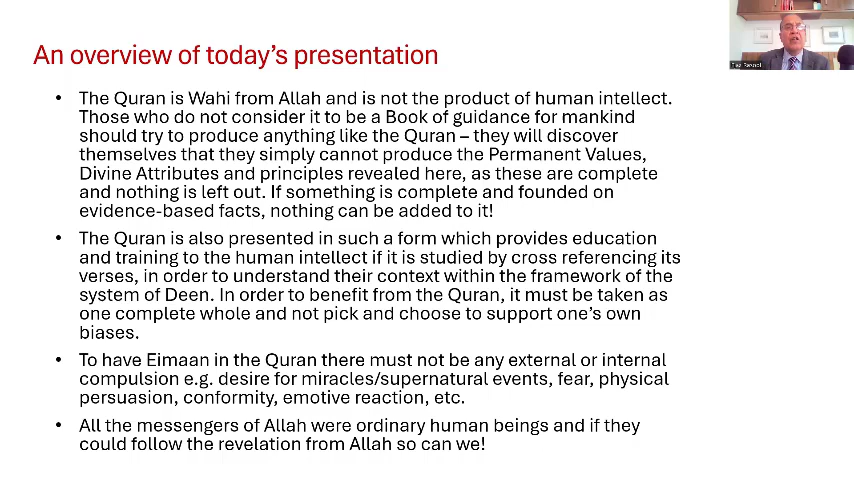 An overview of today's presentation
• The Quran is Wahi from Allah and is not the product of human intellect.
Those who do not consider it to be a Book of guidance for mankind
should try to produce anything like the Quran – they will discover
themselves that they simply cannot produce the Permanent Values,
Divine Attributes and principles revealed here, as these are complete
and nothing is left out. If something is complete and founded on
evidence-based facts, nothing can be added to it!
• The Quran is also presented in such a form which provides education
and training to the human intellect if it is studied by cross referencing its
verses, in order to understand their context within the framework of the
system of Deen. In order to benefit from the Quran, it must be taken as
one complete whole and not pick and choose to support one's own
biases.
• To have Eimaan in the Quran there must not be any external or internal
compulsion e.g. desire for miracles/supernatural events, fear, physical
persuasion, conformity, emotive reaction, etc.
• All the messengers of Allah were ordinary human beings and if they
could follow the revelation from Allah so can we!